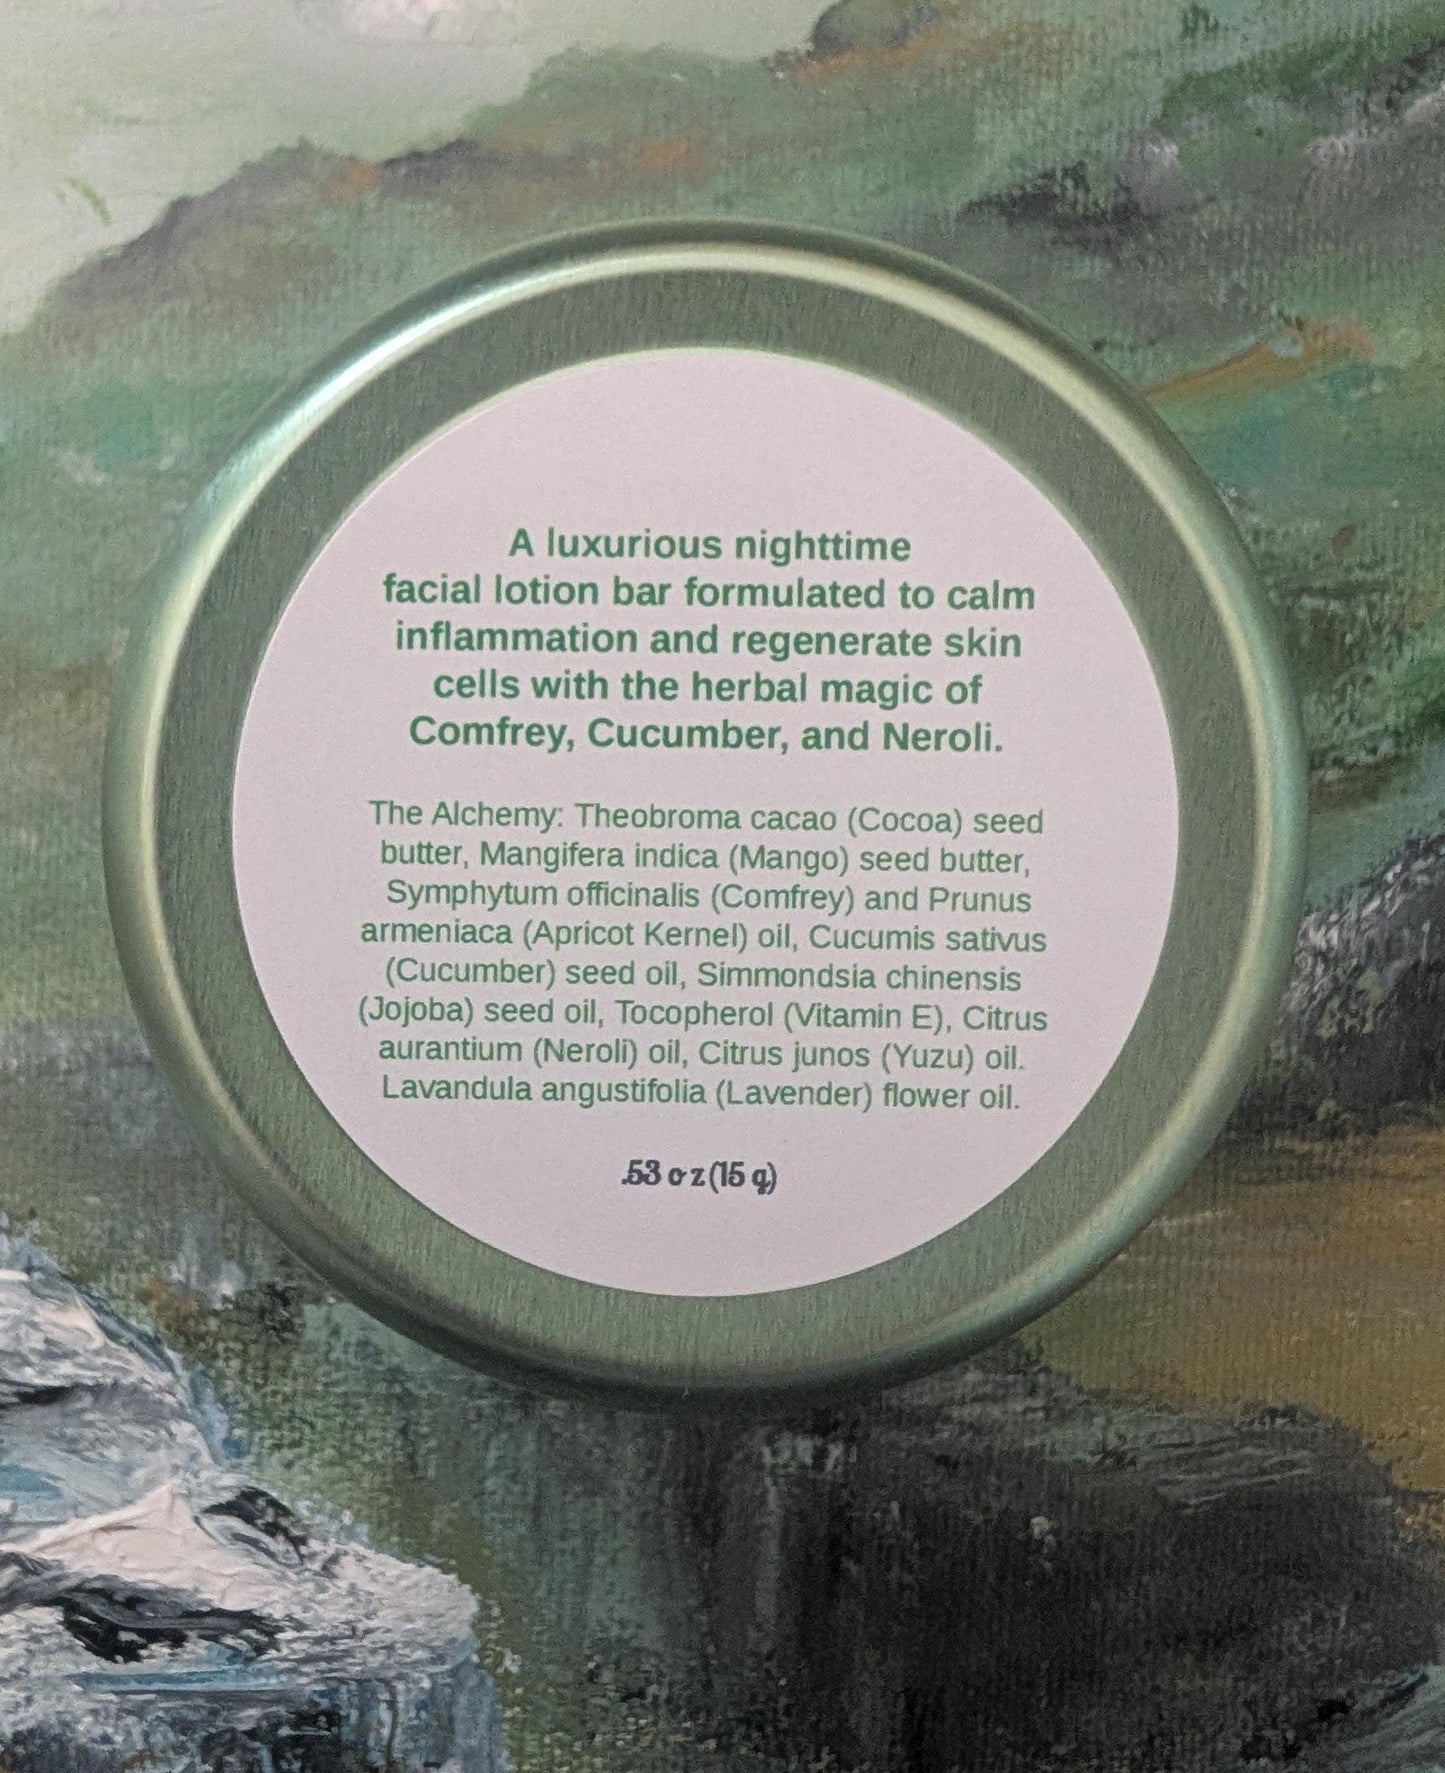 A luxurious nighttime
facial lotion bar formulated to calm
inflammation and regenerate skin
cells with the herbal magic of
Comfrey, Cucumber, and Neroli.
The Alchemy: Theobroma cacao (Cocoa) seed
butter, Mangifera indica (Mango) seed butter,
Symphytum officinalis (Comfrey) and Prunus
armeniaca (Apricot Kernel) oil, Cucumis sativus
(Cucumber) seed oil, Simmondsia chinensis
(Jojoba) seed oil, Tocopherol (Vitamin E), Citrus
aurantium (Neroli) oil, Citrus junos (Yuzu) oil.
Lavandula angustifolia (Lavender) flower oil.
.53 oz (15 g)